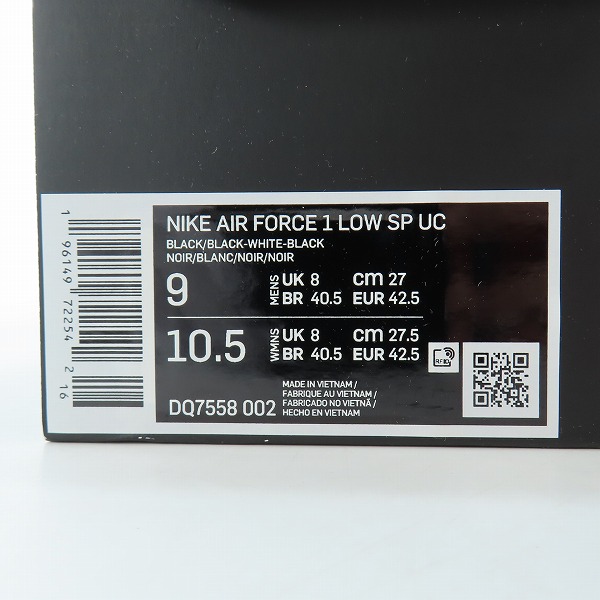 NIKE AIR FORCE 1 LOW SP UC
BLACK/BLACK-WHITE-BLACK
NOIR/BLANC/NOIR/NOIR
9 MENS UK 8 cm 27
BR 40.5 EUR 42.5
10.5 WMNS UK 8 cm 27.5
BR 40.5 EUR 42.5
RFID
DQ7558 002
MADE IN VIETNAM /
FABRIQUE AU VIETNAM /
FABRICADO NO VIETNÃ /
HECHO EN VIETNAM
1 96149 72254 2 16